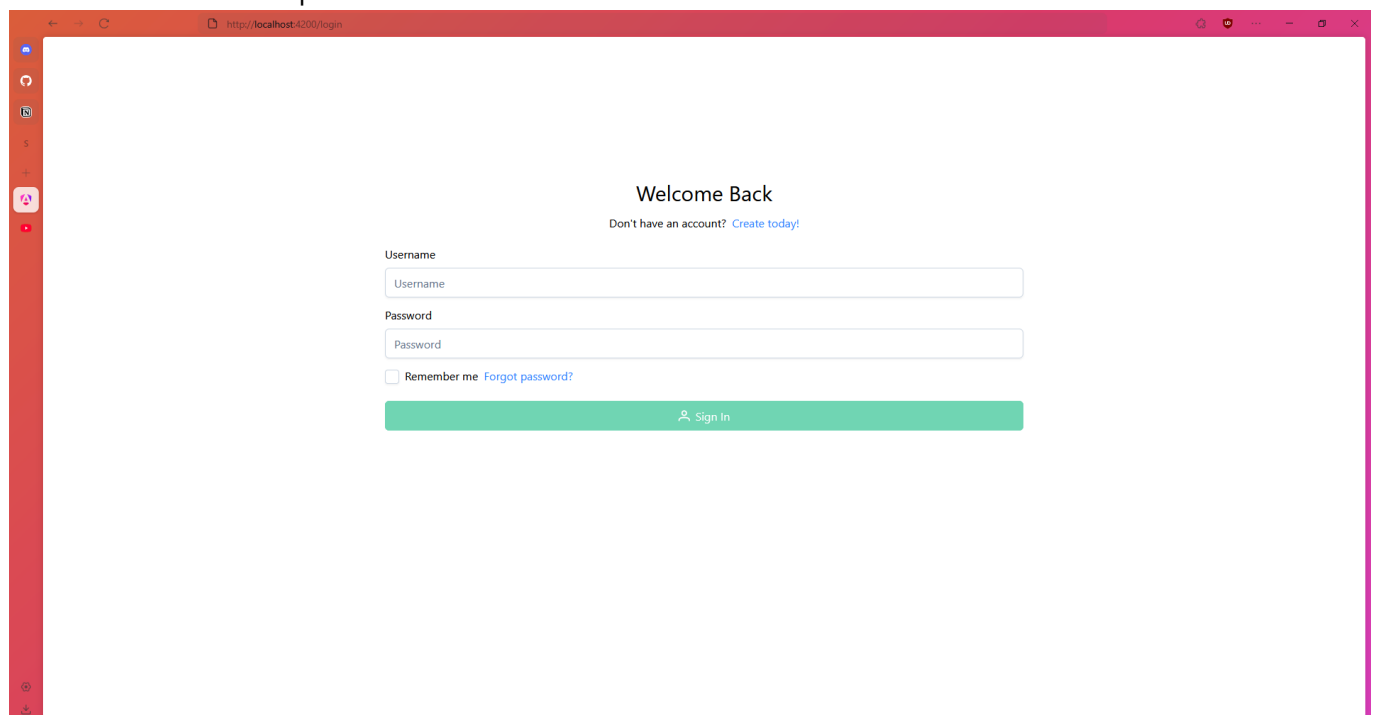 http://localhost:4200/login
S
Welcome Back
Don't have an account? Create today!
Username
Username
Password
Password
Remember me Forgot password?
Sign In